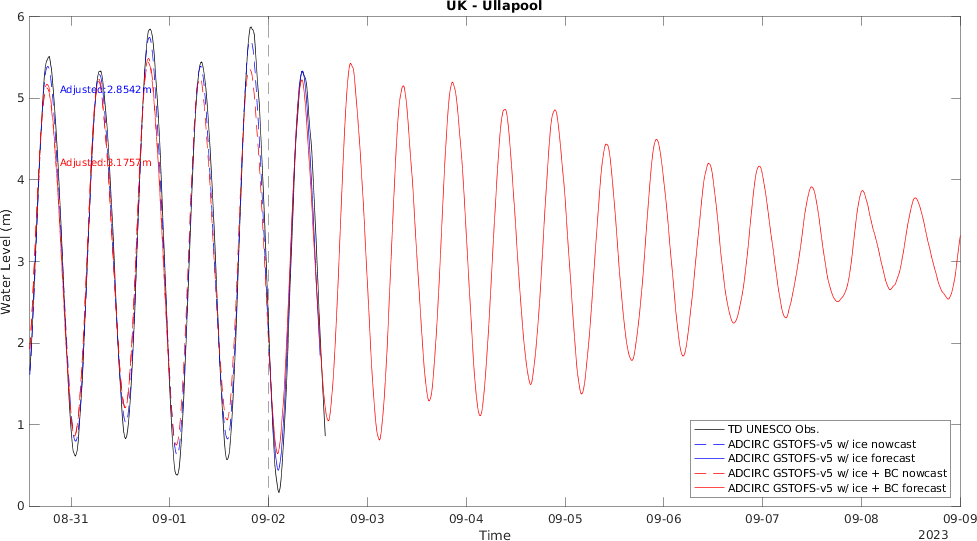 UK - Ullapool
6
5
4
3
2
1
0
Water Level (m)
Adjusted:2.8542m
Adjusted:3.1757m
TD UNESCO Obs.
ADCIRC GSTOFS-v5 w/ ice nowcast
ADCIRC GSTOFS-v5 w/ ice forecast
ADCIRC GSTOFS-v5 w/ ice + BC nowcast
ADCIRC GSTOFS-v5 w/ ice + BC forecast
08-31 09-01 09-02 09-03 09-04 09-05 09-06 09-07 09-08 09-09
Time
2023